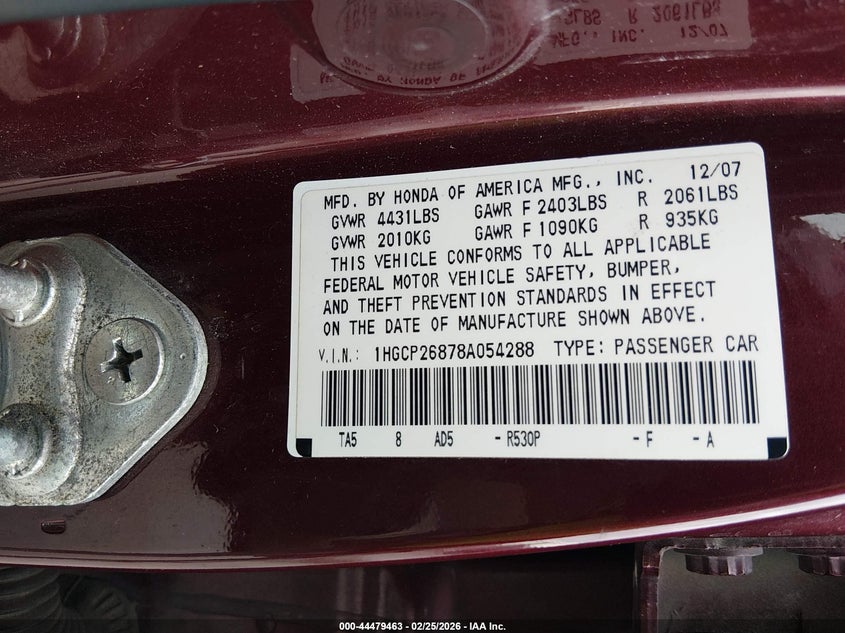 MFD. BY HONDA OF AMERICA MFG., INC. 12/07
GVWR 4431LBS GAWR F 2403LBS R 2061LBS
GVWR 2010KG GAWR F 1090KG R 935KG
THIS VEHICLE CONFORMS TO ALL APPLICABLE
FEDERAL MOTOR VEHICLE SAFETY, BUMPER,
AND THEFT PREVENTION STANDARDS IN EFFECT
ON THE DATE OF MANUFACTURE SHOWN ABOVE.
V.I.N.: 1HGCP26878A054288 TYPE: PASSENGER CAR
TA5 8 AD5 -R530P -F -A
000-44479463 - 02/25/2026 - IAA Inc.